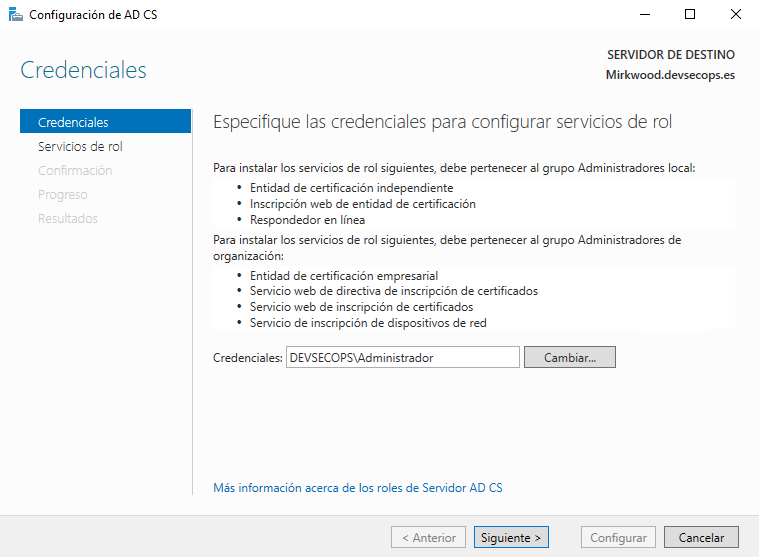 Configuración de AD CS
Credenciales
SERVIDOR DE DESTINO
Mirkwood.devsecops.es
Credenciales
Servicios de rol
Confirmación
Progreso
Resultados
Especifique las credenciales para configurar servicios de rol
Para instalar los servicios de rol siguientes, debe pertenecer al grupo Administradores local:
• Entidad de certificación independiente
• Inscripción web de entidad de certificación
• Respondedor en línea
Para instalar los servicios de rol siguientes, debe pertenecer al grupo Administradores de
organización:
• Entidad de certificación empresarial
• Servicio web de directiva de inscripción de certificados
• Servicio web de inscripción de certificados
• Servicio de inscripción de dispositivos de red
Credenciales: DEVSECOPS\Administrador Cambiar...
Más información acerca de los roles de Servidor AD CS
< Anterior Siguiente > Configurar Cancelar